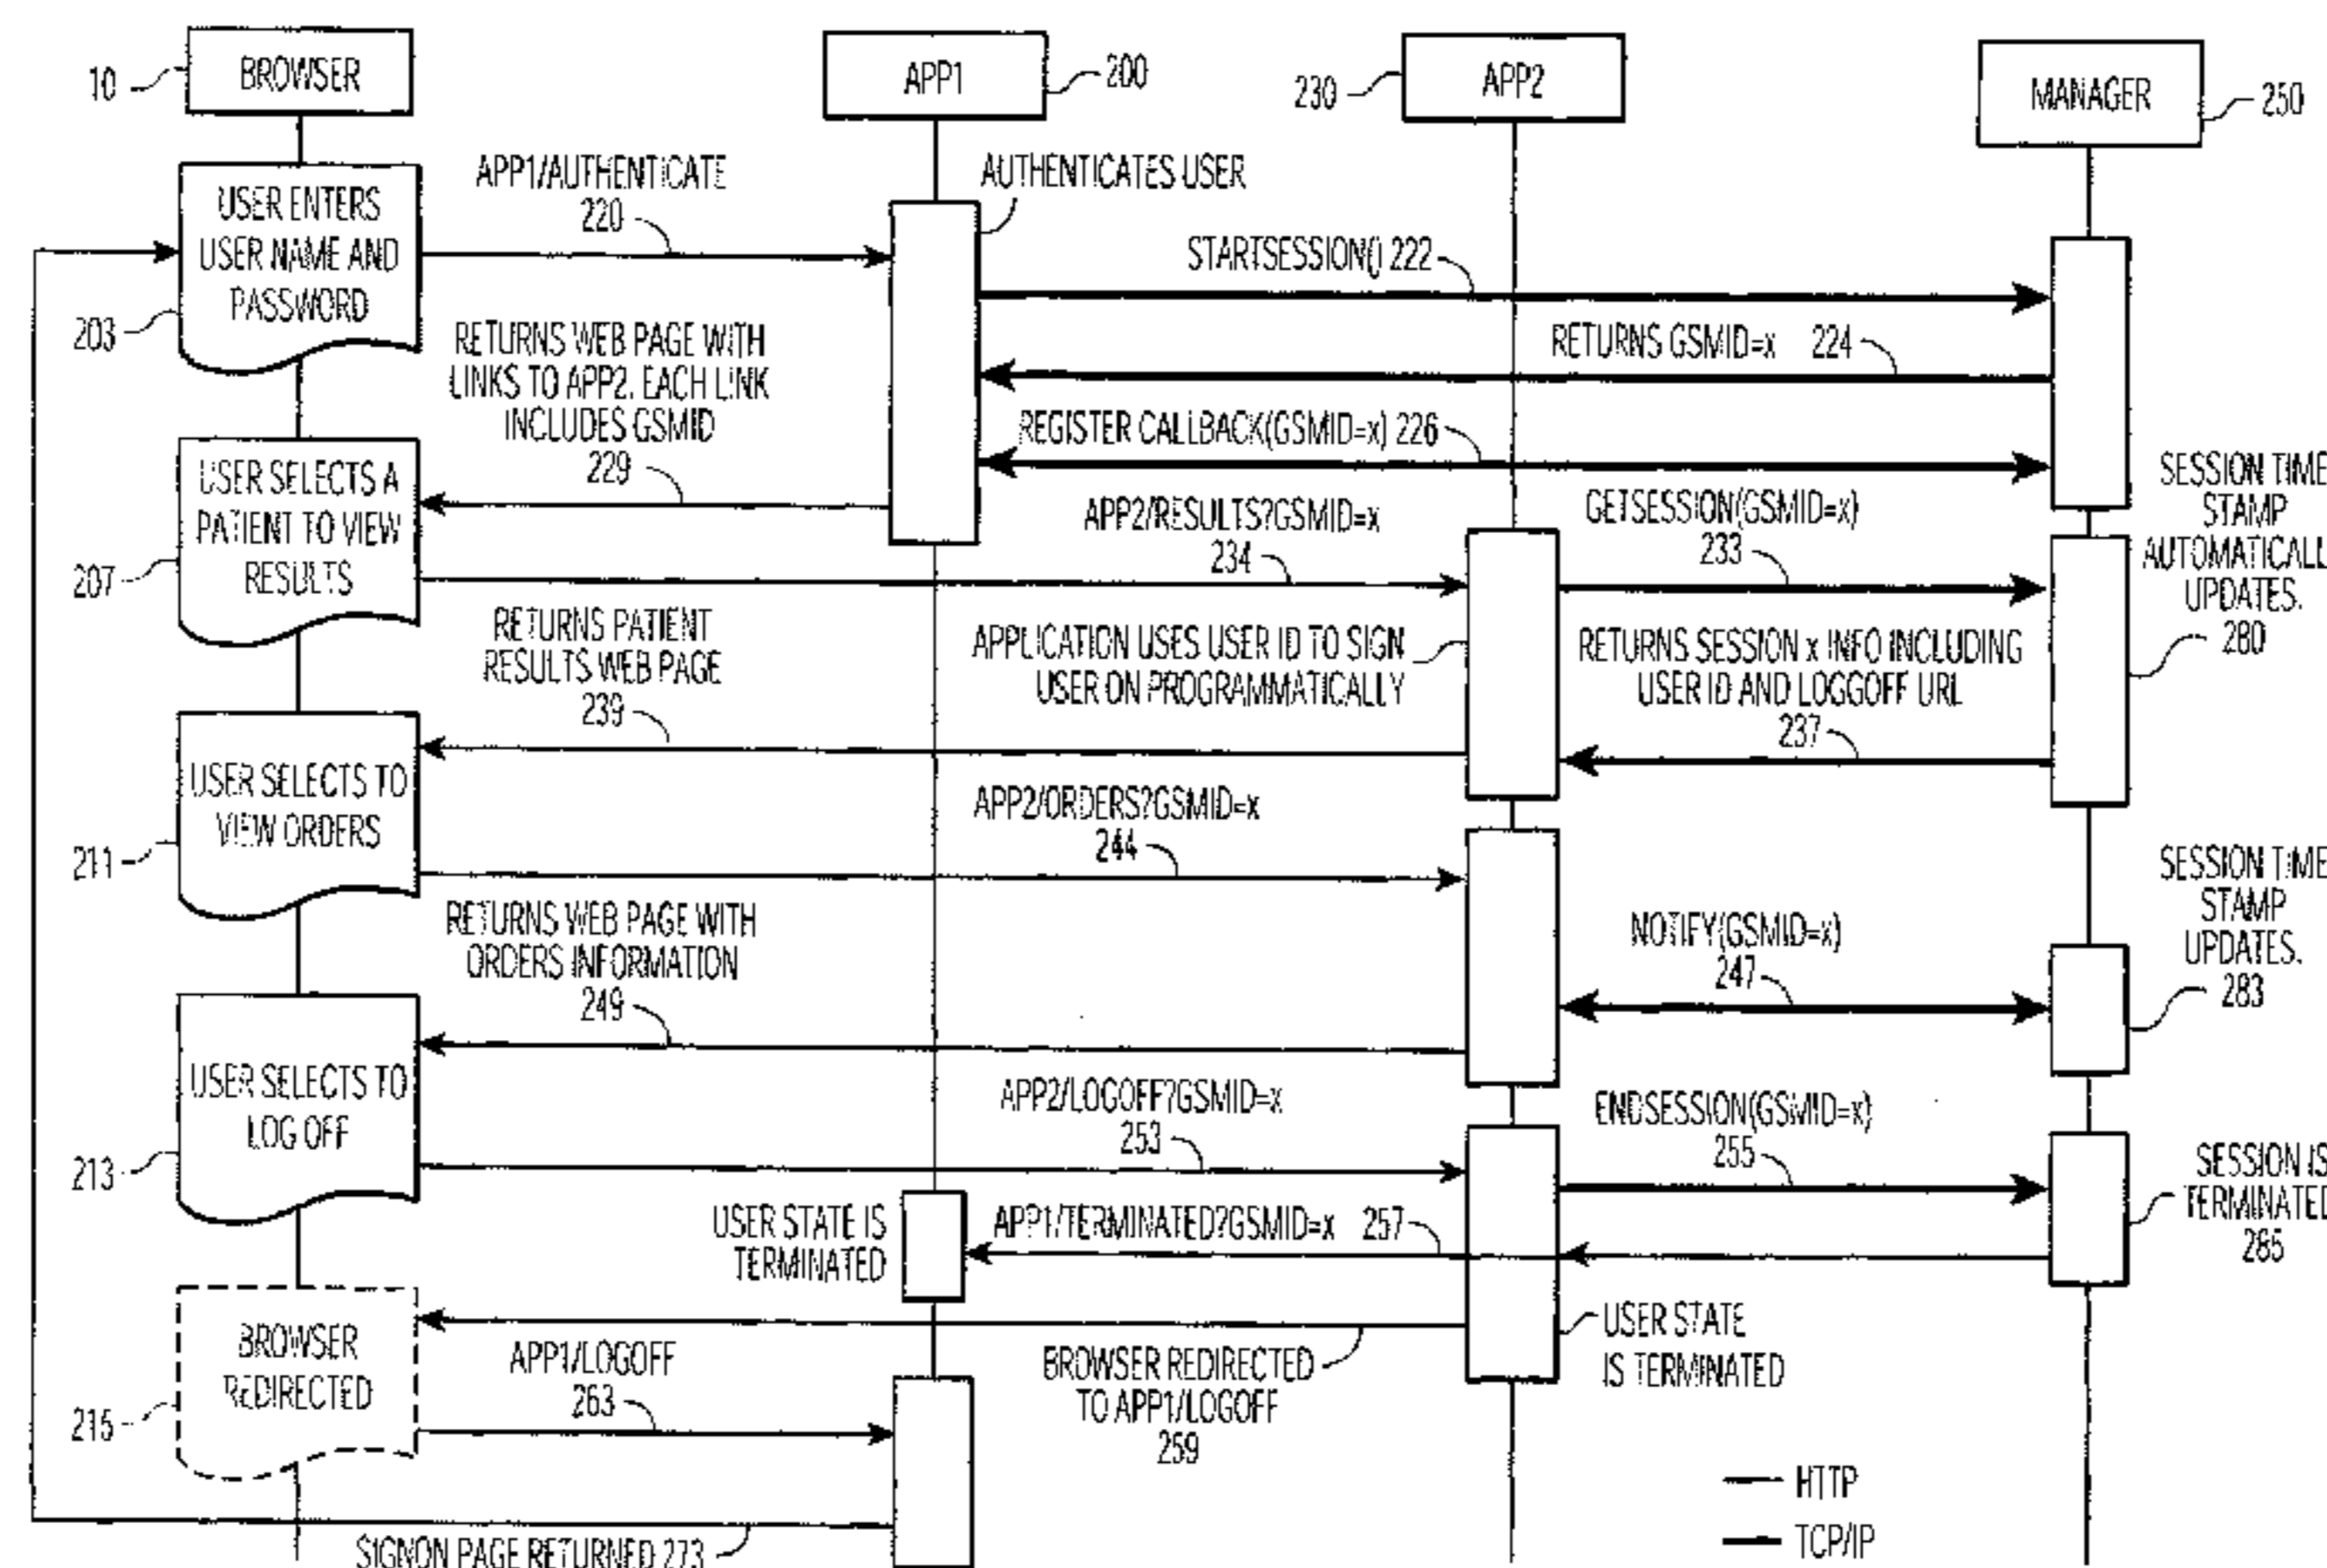 10
BROWSER
APP1
200
230
APP2
MANAGER
250
USER ENTERS
USER NAME AND
PASSWORD
203
APP1/AUTHENTICATE
220
AUTHENTICATES USER
STARTSESSION() 222
RETURNS GSMID=x 224
REGISTER CALLBACK(GSMID=x) 226
RETURNS WEB PAGE WITH
LINKS TO APP2. EACH LINK
INCLUDES GSMID
229
USER SELECTS A
PATIENT TO VIEW
RESULTS
207
APP2/RESULTS?GSMID=x
234
GETSESSION(GSMID=x)
233
SESSION TIME
STAMP
AUTOMATICALL
UPDATES.
280
RETURNS PATIENT
RESULTS WEB PAGE
239
APPLICATION USES USER ID TO SIGN
USER ON PROGRAMMATICALLY
RETURNS SESSION x INFO INCLUDING
USER ID AND LOGGOFF URL
237
USER SELECTS TO
VIEW ORDERS
211
APP2/ORDERS?GSMID=x
244
RETURNS WEB PAGE WITH
ORDERS INFORMATION
249
NOTIFY(GSMID=x)
247
SESSION TIME
STAMP
UPDATES.
283
USER SELECTS TO
LOG OFF
213
APP2/LOGOFF?GSMID=x
253
ENDSESSION(GSMID=x)
255
SESSION IS
TERMINATED
285
USER STATE IS
TERMINATED
APP1/TERMINATED?GSMID=x 257
BROWSER
REDIRECTED
215
APP1/LOGOFF
263
BROWSER REDIRECTED
TO APP1/LOGOFF
259
USER STATE
IS TERMINATED
HTTP
TCP/IP
SIGNON PAGE RETURNED 273